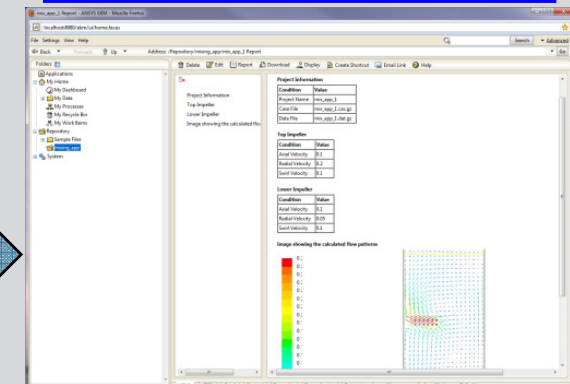 mix_app_1 Report - ANSYS EKM - Mozilla Firefox
localhost:8080/ekm/us/home.faces
File Settings View Help
Search
Advanced
Back
Forward
Up
Address: /Repository/mixing_app/mix_app_1 Report
Go
Folders
Delete Edit Report Download Display Create Shortcut Email Link Help
Applications
My Home
My Dashboard
My Data
My Processes
My Recycle Bin
My Work Items
Repository
Sample Files
mixing_app
System
Project Information
Top Impeller
Lower Impeller
Image showing the calculated flow
Project Information
Condition Value
Project Name mix_app_1
Case File mix_app_1.cas.gz
Data File mix_app_1.dat.gz
Top Impeller
Condition Value
Axial Velocity 0.1
Radial Velocity 0.2
Swirl Velocity 0.1
Lower Impeller
Condition Value
Axial Velocity 0.1
Radial Velocity 0.05
Swirl Velocity 0.1
Image showing the calculated flow patterns